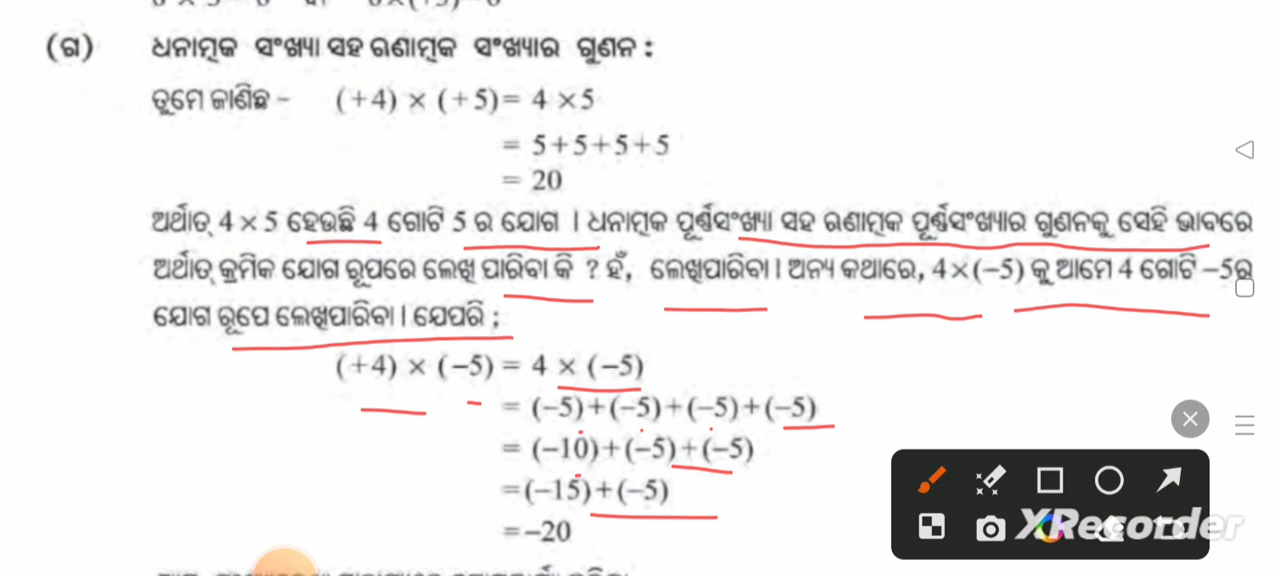 (ଗ) ଧନାତ୍ମକ ସଂଖ୍ୟା ସହ ଋଣାତ୍ମକ ସଂଖ୍ୟାର ଗୁଣନ :
ତୁମେ ଜାଣିଛ – (+4) × (+5) = 4 ×5
= 5+5+5+5
= 20
ଅର୍ଥାତ୍ 4 × 5 ହେଉଛି 4 ଗୋଟି 5 ର ଯୋଗ । ଧନାତ୍ମକ ପୂର୍ଣ୍ଣସଂଖ୍ୟା ସହ ଋଣାତ୍ମକ ପୂର୍ଣ୍ଣସଂଖ୍ୟାର ଗୁଣନକୁ ସେହି ଭାବରେ
ଅର୍ଥାତ୍ କ୍ରମିକ ଯୋଗ ରୂପରେ ଲେଖି ପାରିବା କି ? ହଁ, ଲେଖିପାରିବା । ଅନ୍ୟ କଥାରେ, 4×(–5) କୁ ଆମେ 4 ଗୋଟି –5ର
ଯୋଗ ରୂପେ ଲେଖିପାରିବା । ଯେପରି ;
(+4) × (–5) = 4 × (–5)
= (–5)+(–5)+(–5)+(–5)
= (–10)+(–5)+(–5)
=(–15)+(–5)
=–20
XRecorder